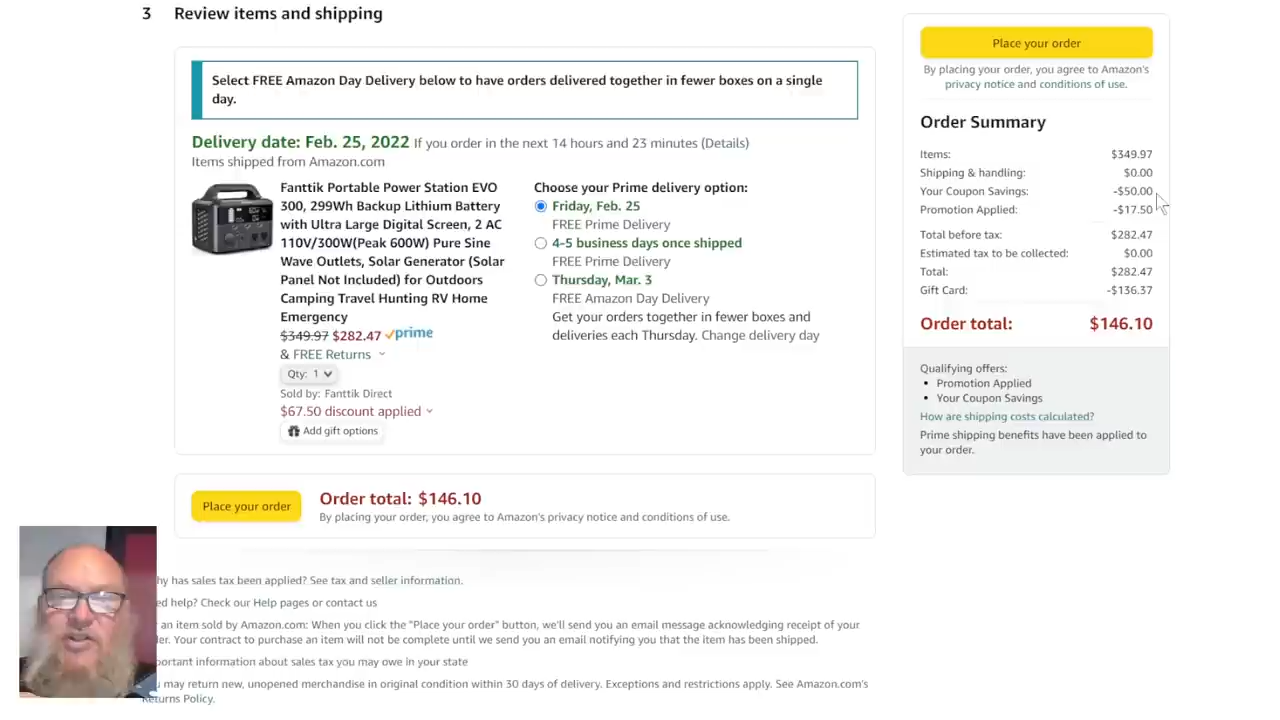 3 Review items and shipping
Select FREE Amazon Day Delivery below to have orders delivered together in fewer boxes on a single
day.
Delivery date: Feb. 25, 2022 If you order in the next 14 hours and 23 minutes (Details)
Items shipped from Amazon.com
Fanttik Portable Power Station EVO
300, 299Wh Backup Lithium Battery
with Ultra Large Digital Screen, 2 AC
110V/300W(Peak 600W) Pure Sine
Wave Outlets, Solar Generator (Solar
Panel Not Included) for Outdoors
Camping Travel Hunting RV Home
Emergency
$349.97 $282.47 prime
& FREE Returns
Qty: 1
Sold by: Fanttik Direct
$67.50 discount applied
Add gift options
Choose your Prime delivery option:
Friday, Feb. 25
FREE Prime Delivery
4-5 business days once shipped
FREE Prime Delivery
Thursday, Mar. 3
FREE Amazon Day Delivery
Get your orders together in fewer boxes and
deliveries each Thursday. Change delivery day
Place your order
Order total: $146.10
By placing your order, you agree to Amazon's privacy notice and conditions of use.
hy has sales tax been applied? See tax and seller information.
ed help? Check our Help pages or contact us
an item sold by Amazon.com: When you click the "Place your order" button, we'll send you an email message acknowledging receipt of your
er. Your contract to purchase an item will not be complete until we send you an email notifying you that the item has been shipped.
portant information about sales tax you may owe in your state
may return new, unopened merchandise in original condition within 30 days of delivery. Exceptions and restrictions apply. See Amazon.com's
Returns Policy.
Place your order
By placing your order, you agree to Amazon's
privacy notice and conditions of use.
Order Summary
Items: $349.97
Shipping & handling: $0.00
Your Coupon Savings: -$50.00
Promotion Applied: -$17.50
Total before tax: $282.47
Estimated tax to be collected: $0.00
Total: $282.47
Gift Card: -$136.37
Order total: $146.10
Qualifying offers:
• Promotion Applied
• Your Coupon Savings
How are shipping costs calculated?
Prime shipping benefits have been applied to
your order.